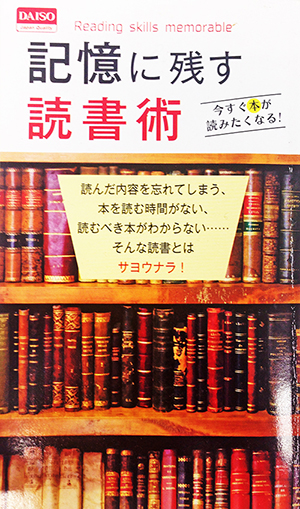 DAISO
Reading skills memorable
記憶に残す
読書術
今すぐ本が
読みたくなる!
読んだ内容を忘れてしまう、
本を読む時間がない、
読むべき本がわからない……
そんな読書とは
サヨウナラ!